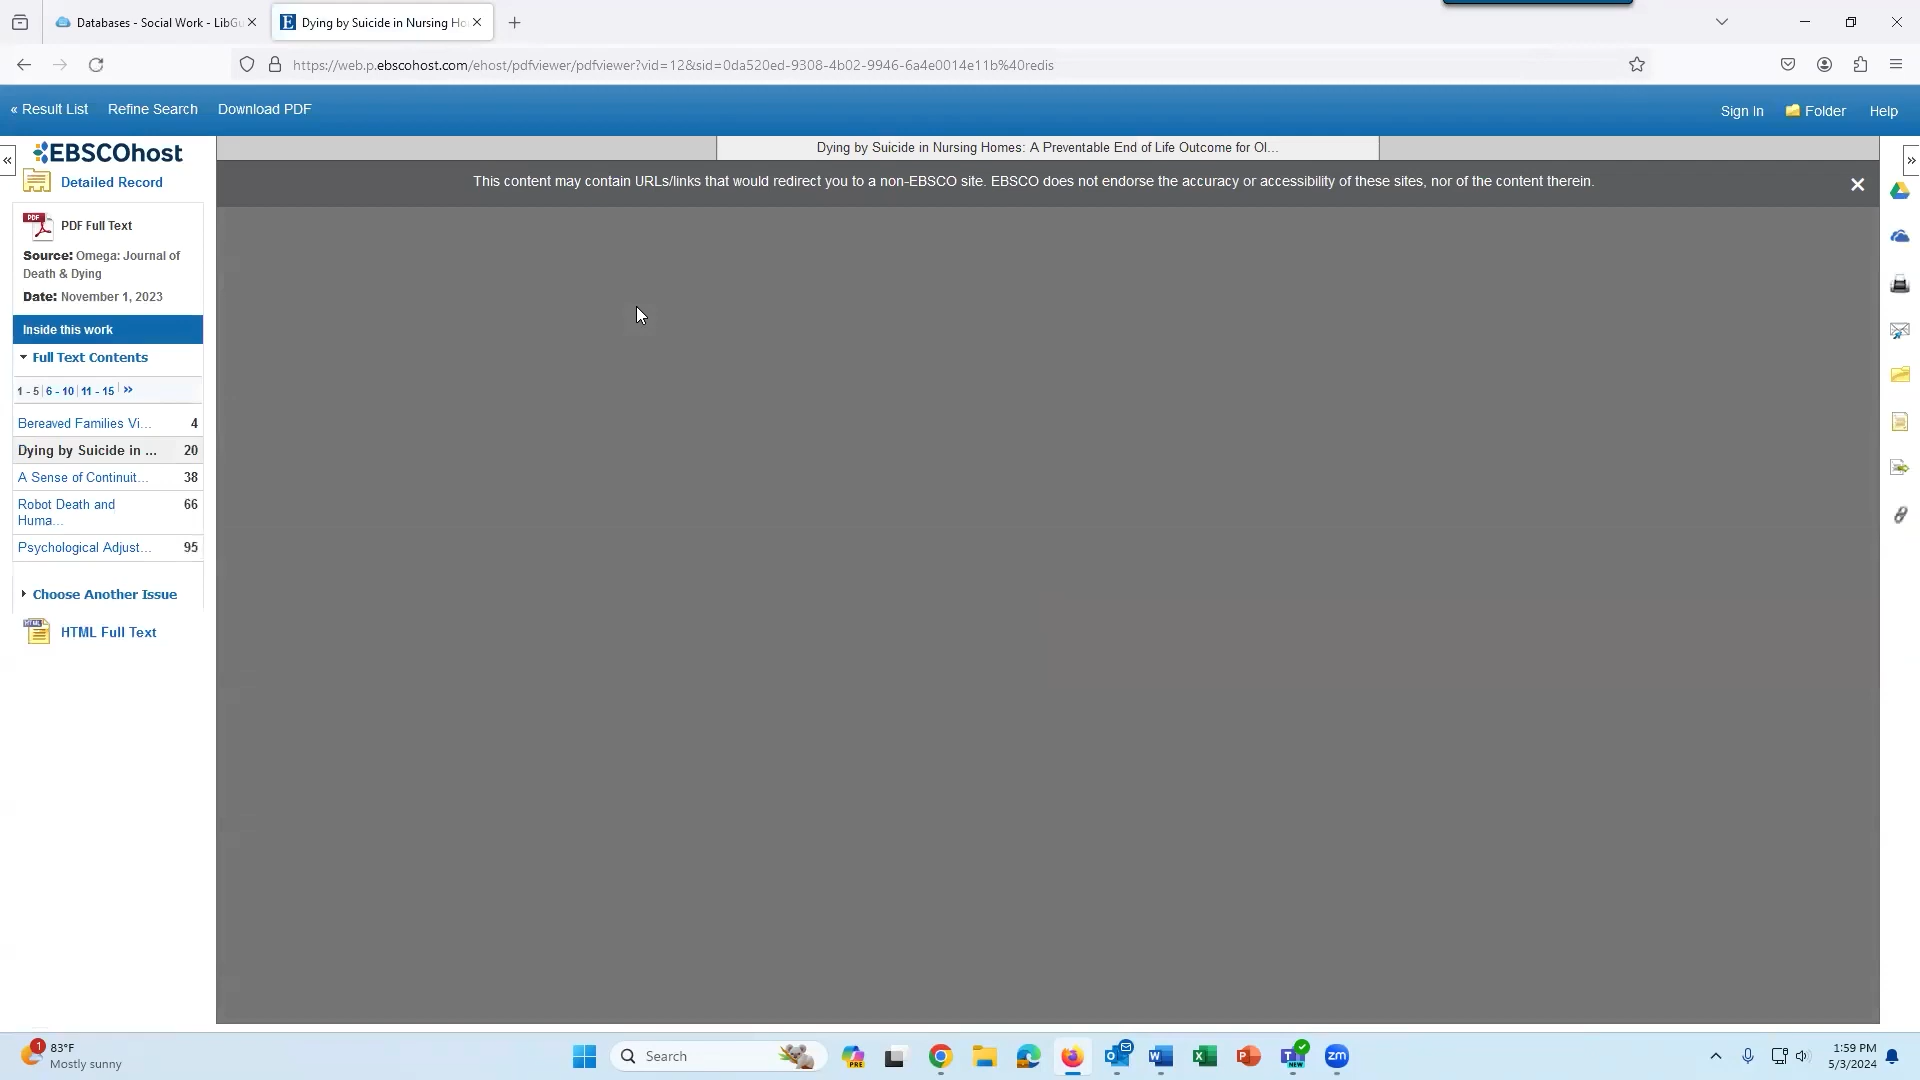 Databases - Social Work - LibGu
Dying by Suicide in Nursing Ho
https://web.p.ebscohost.com/ehost/pdfviewer/pdfviewer?vid=12&sid=0da520ed-9308-4b02-9946-6a4e0014e11b%40redis
« Result List Refine Search Download PDF
Sign In Folder Help
EBSCOhost
Detailed Record
PDF
PDF Full Text
Source: Omega: Journal of
Death & Dying
Date: November 1, 2023
Inside this work
Full Text Contents
1 - 5 | 6 - 10 | 11 - 15 | »
Bereaved Families Vi... 4
Dying by Suicide in ... 20
A Sense of Continuit... 38
Robot Death and 66
Huma...
Psychological Adjust... 95
Choose Another Issue
HTML Full Text
Dying by Suicide in Nursing Homes: A Preventable End of Life Outcome for Ol...
This content may contain URLs/links that would redirect you to a non-EBSCO site. EBSCO does not endorse the accuracy or accessibility of these sites, nor of the content therein.
1
83°F
Mostly sunny
Search
PRE
NEW
zm
1:59 PM
5/3/2024